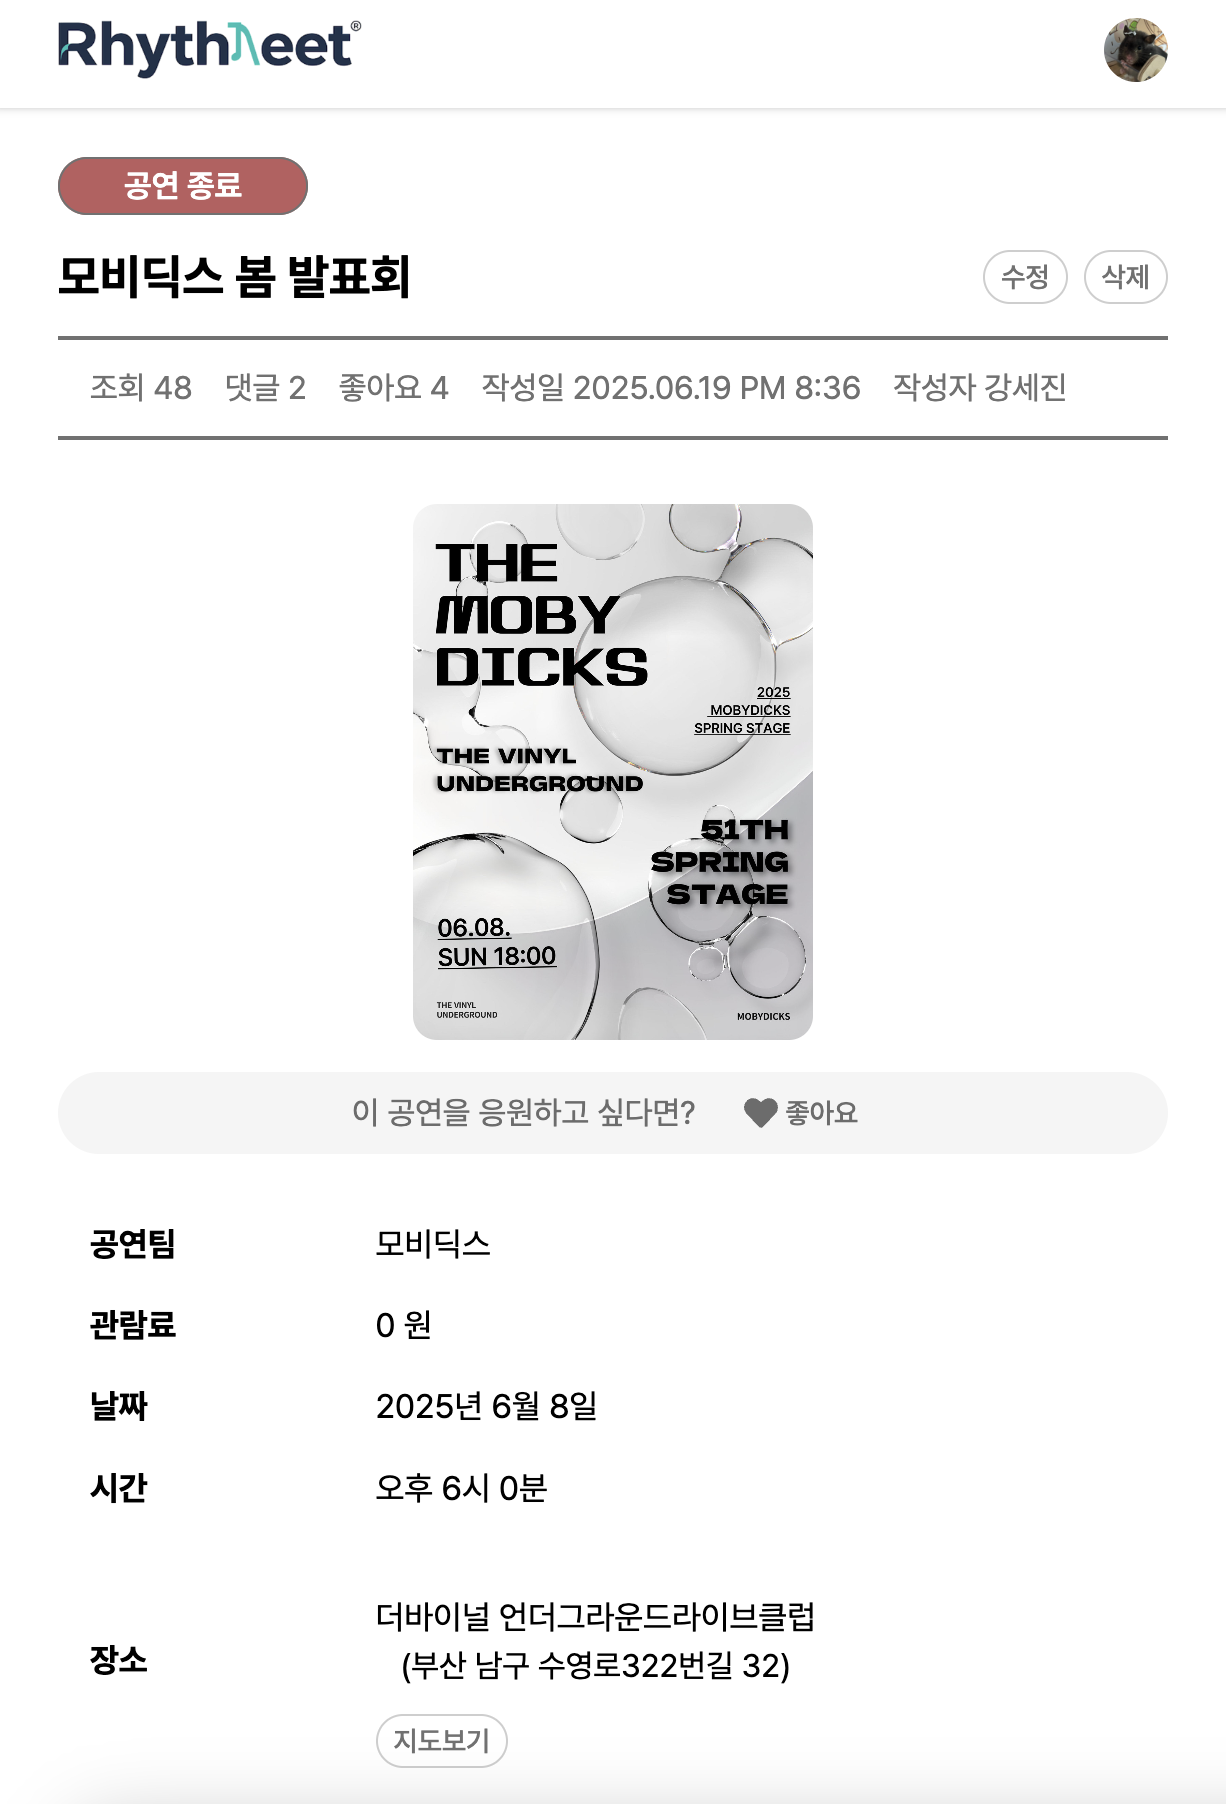 RhythMeet®
공연 종료
모비딕스 봄 발표회
수정 삭제
조회 48 댓글 2 좋아요 4 작성일 2025.06.19 PM 8:36 작성자 강세진
THE
MOBY
DICKS
2025
MOBYDICKS
SPRING STAGE
THE VINYL
UNDERGROUND
51TH
SPRING
STAGE
06.08.
SUN 18:00
THE VINYL
UNDERGROUND
MOBYDICKS
이 공연을 응원하고 싶다면? 좋아요
공연팀 모비딕스
관람료 0 원
날짜 2025년 6월 8일
시간 오후 6시 0분
장소 더바이널 언더그라운드라이브클럽
(부산 남구 수영로322번길 32)
지도보기